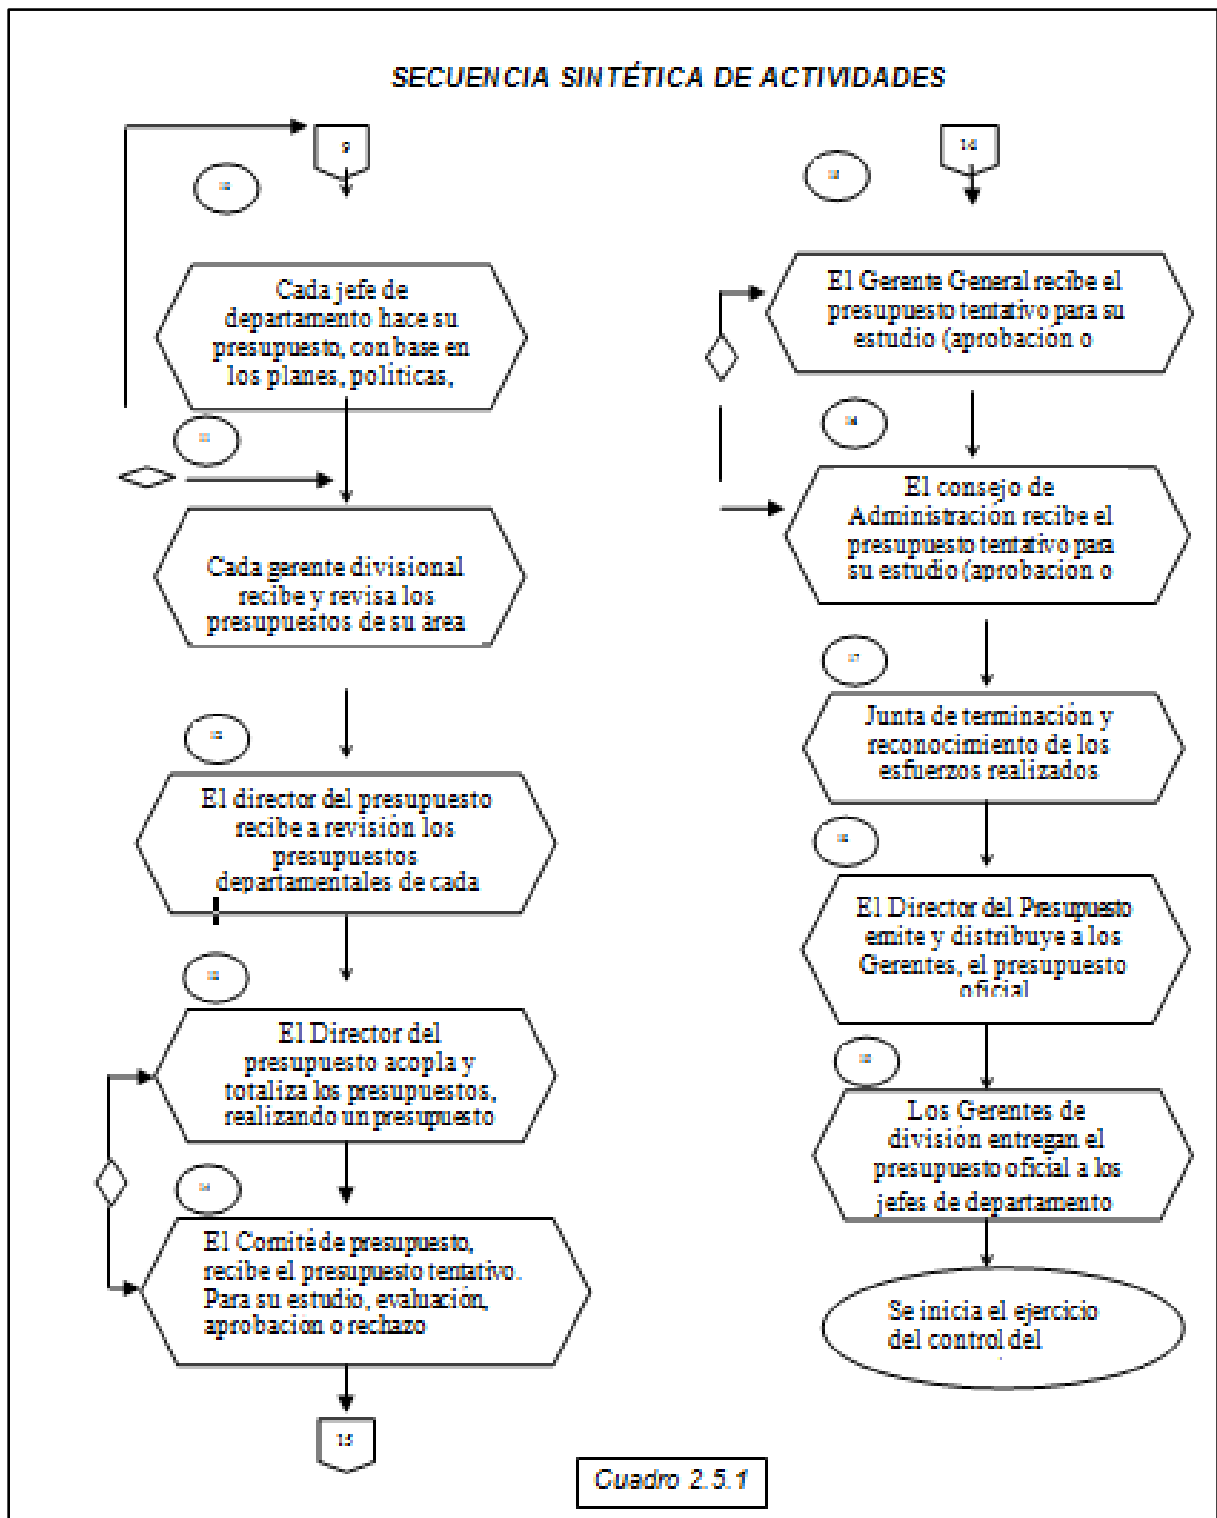 SECUENCIA SINTÉTICA DE ACTIVIDADES
9
Cada jefe de
departamento hace su
presupuesto, con base en
los planes, políticas,
Cada gerente divisional
recibe y revisa los
presupuestos de su area
El director del presupuesto
recibe a revisión los
presupuestos
departamentales de cada
El Director del
presupuesto acopla y
totaliza los presupuestos,
realizando un presupuesto
El Comité de presupuesto,
recibe el presupuesto tentativo.
Para su estudio, evaluación,
aprobacion o rechazo
15
El Gerente General recibe el
presupuesto tentativo para su
estudio (aprobacion o
El consejo de
Administración recibe el
presupuesto tentativo para
su estudio (aprobacion o
17
Junta de terminación y
reconocimiento de los
esfuerzos realizados
El Director del Presupuesto
emite y distribuye a los
Gerentes, el presupuesto
oficial
Los Gerentes de
división entregan el
presupuesto oficial a los
jefes de departamento
Se inicia el ejercicio
del control del
Cuadro 2.5.1